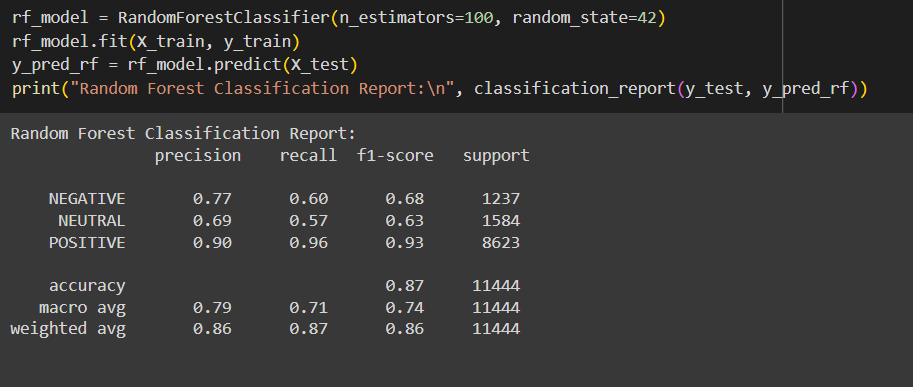 rf_model = RandomForestClassifier(n_estimators=100, random_state=42)
rf_model.fit(X_train, y_train)
y_pred_rf = rf_model.predict(X_test)
print("Random Forest Classification Report:\n", classification_report(y_test, y_pred_rf))
Random Forest Classification Report:
precision recall f1-score support
NEGATIVE 0.77 0.60 0.68 1237
NEUTRAL 0.69 0.57 0.63 1584
POSITIVE 0.90 0.96 0.93 8623
accuracy 0.87 11444
macro avg 0.79 0.71 0.74 11444
weighted avg 0.86 0.87 0.86 11444